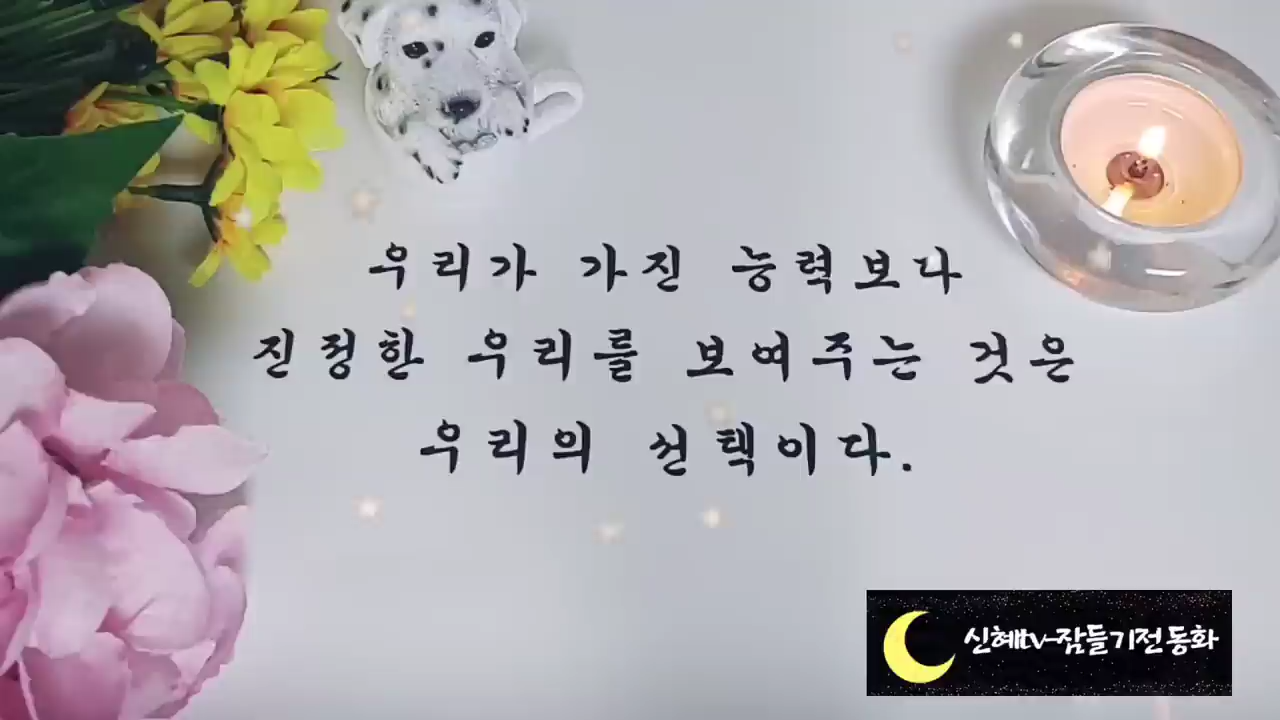 우리가 가진 능력보다
진정한 우리를 보여주는 것은
우리의 선택이다.
신혜tv-잠들기전 동화